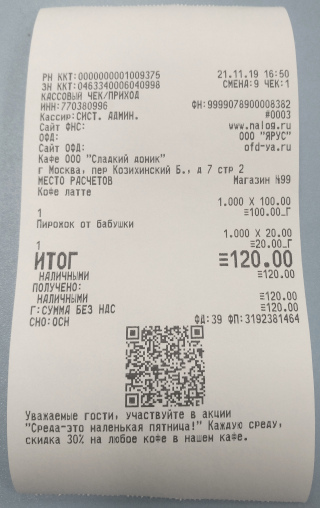 РН ККТ:0000000001009375 21.11.19 16:50
ЗН ККТ:0463340006040998 СМЕНА:9 ЧЕК:1
КАССОВЫЙ ЧЕК/ПРИХОД
ИНН:770380996 ФН:9999078900008382
Кассир:СИСТ. АДМИН. #0003
Сайт ФНС: www.nalog.ru
ОФД: ООО "ЯРУС"
Сайт ОФД: ofd-ya.ru
Кафе ООО "Сладкий домик"
г Москва, пер Козихинский Б., д 7 стр 2
МЕСТО РАСЧЕТОВ Магазин №99
Кофе латте
1.000 X 100.00
1 ≡100.00_Г
Пирожок от бабушки
1.000 X 20.00
1 ≡20.00_Г
ИТОГ ≡120.00
НАЛИЧНЫМИ ≡120.00
ПОЛУЧЕНО:
НАЛИЧНЫМИ ≡120.00
Г:СУММА БЕЗ НДС ≡120.00
СНО:ОСН ФД:39 ФП:3192381464
Уважаемые гости, участвуйте в акции
"Среда-это маленькая пятница!" Каждую среду,
скидка 30% на любое кофе в нашем кафе.